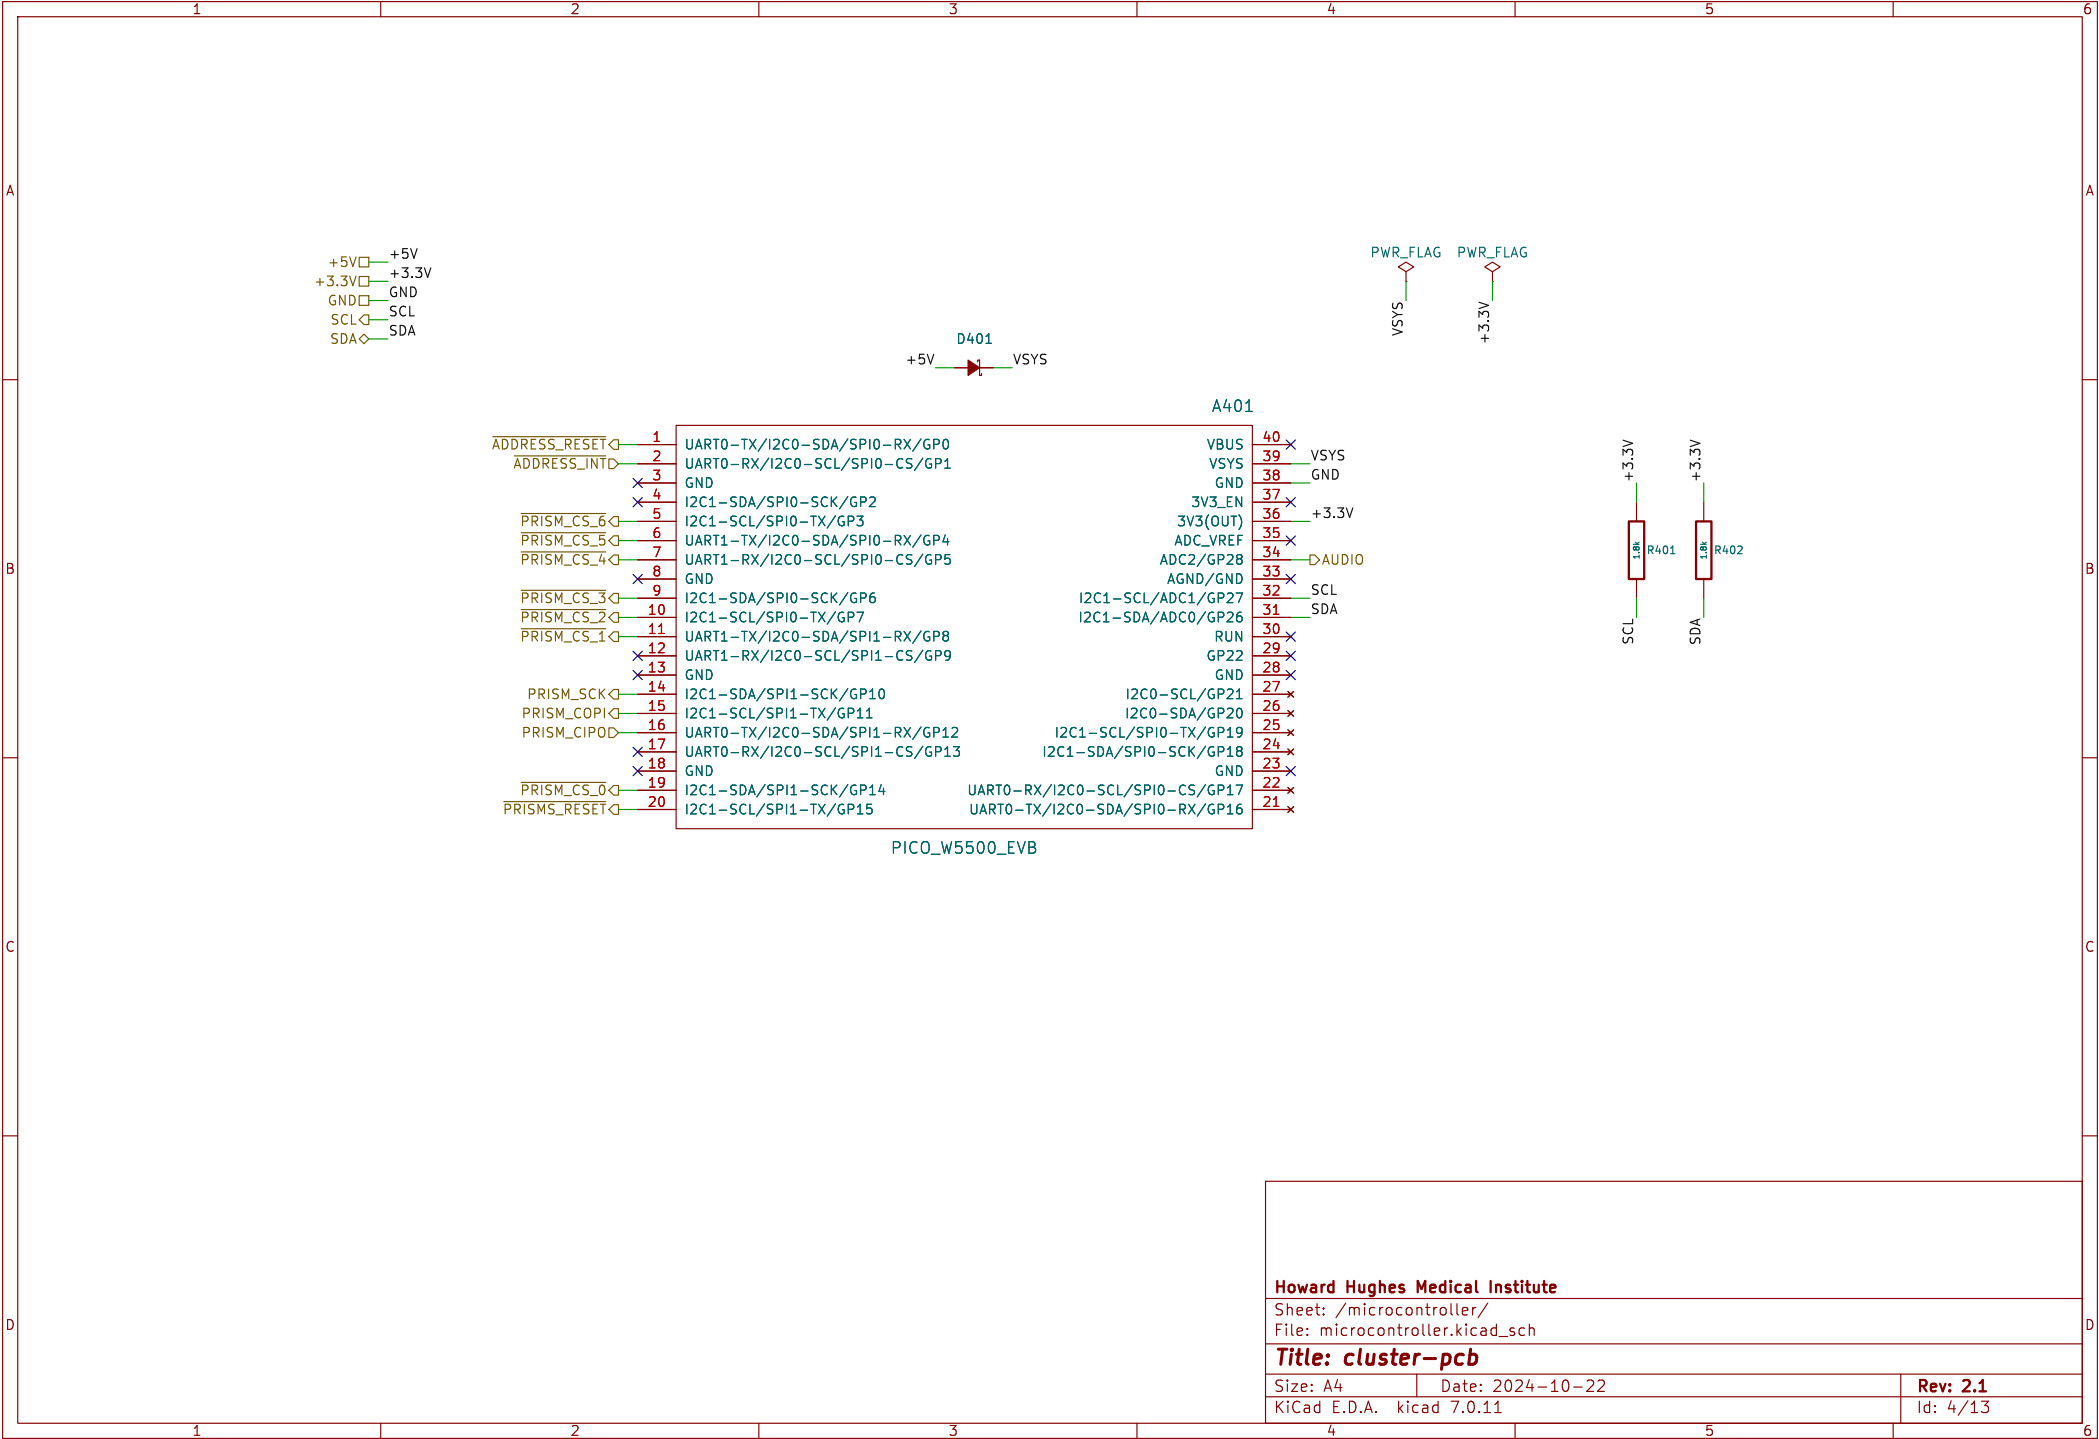 1 2 3 4 5 6
A A
B B
C C
D D
+5V +5V
+3.3V +3.3V
GND GND
SCL SCL
SDA SDA
PWR_FLAG PWR_FLAG
VSYS +3.3V
D401
+5V VSYS
A401
ADDRESS_RESET 1 UART0-TX/I2C0-SDA/SPI0-RX/GP0 VBUS 40
ADDRESS_INT 2 UART0-RX/I2C0-SCL/SPI0-CS/GP1 VSYS 39 VSYS
3 GND GND 38 GND
4 I2C1-SDA/SPI0-SCK/GP2 3V3_EN 37
PRISM_CS_6 5 I2C1-SCL/SPI0-TX/GP3 3V3(OUT) 36 +3.3V
PRISM_CS_5 6 UART1-TX/I2C0-SDA/SPI0-RX/GP4 ADC_VREF 35
PRISM_CS_4 7 UART1-RX/I2C0-SCL/SPI0-CS/GP5 ADC2/GP28 34 AUDIO
8 GND AGND/GND 33
PRISM_CS_3 9 I2C1-SDA/SPI0-SCK/GP6 I2C1-SCL/ADC1/GP27 32 SCL
PRISM_CS_2 10 I2C1-SCL/SPI0-TX/GP7 I2C1-SDA/ADC0/GP26 31 SDA
PRISM_CS_1 11 UART1-TX/I2C0-SDA/SPI1-RX/GP8 RUN 30
12 UART1-RX/I2C0-SCL/SPI1-CS/GP9 GP22 29
13 GND GND 28
PRISM_SCK 14 I2C1-SDA/SPI1-SCK/GP10 I2C0-SCL/GP21 27
PRISM_COPI 15 I2C1-SCL/SPI1-TX/GP11 I2C0-SDA/GP20 26
PRISM_CIPO 16 UART0-TX/I2C0-SDA/SPI1-RX/GP12 I2C1-SCL/SPI0-TX/GP19 25
17 UART0-RX/I2C0-SCL/SPI1-CS/GP13 I2C1-SDA/SPI0-SCK/GP18 24
18 GND GND 23
PRISM_CS_0 19 I2C1-SDA/SPI1-SCK/GP14 UART0-RX/I2C0-SCL/SPI0-CS/GP17 22
PRISMS_RESET 20 I2C1-SCL/SPI1-TX/GP15 UART0-TX/I2C0-SDA/SPI0-RX/GP16 21
PICO_W5500_EVB
+3.3V +3.3V
1.8k R401 1.8k R402
SCL SDA
Howard Hughes Medical Institute
Sheet: /microcontroller/
File: microcontroller.kicad_sch
Title: cluster-pcb
Size: A4 Date: 2024-10-22 Rev: 2.1
KiCad E.D.A. kicad 7.0.11 Id: 4/13
1 2 3 4 5 6